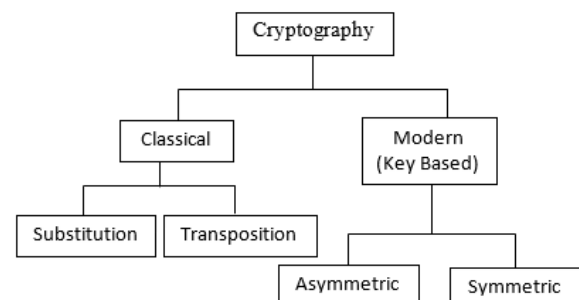 Cryptography
Classical
Modern
(Key Based)
Substitution
Transposition
Asymmetric
Symmetric